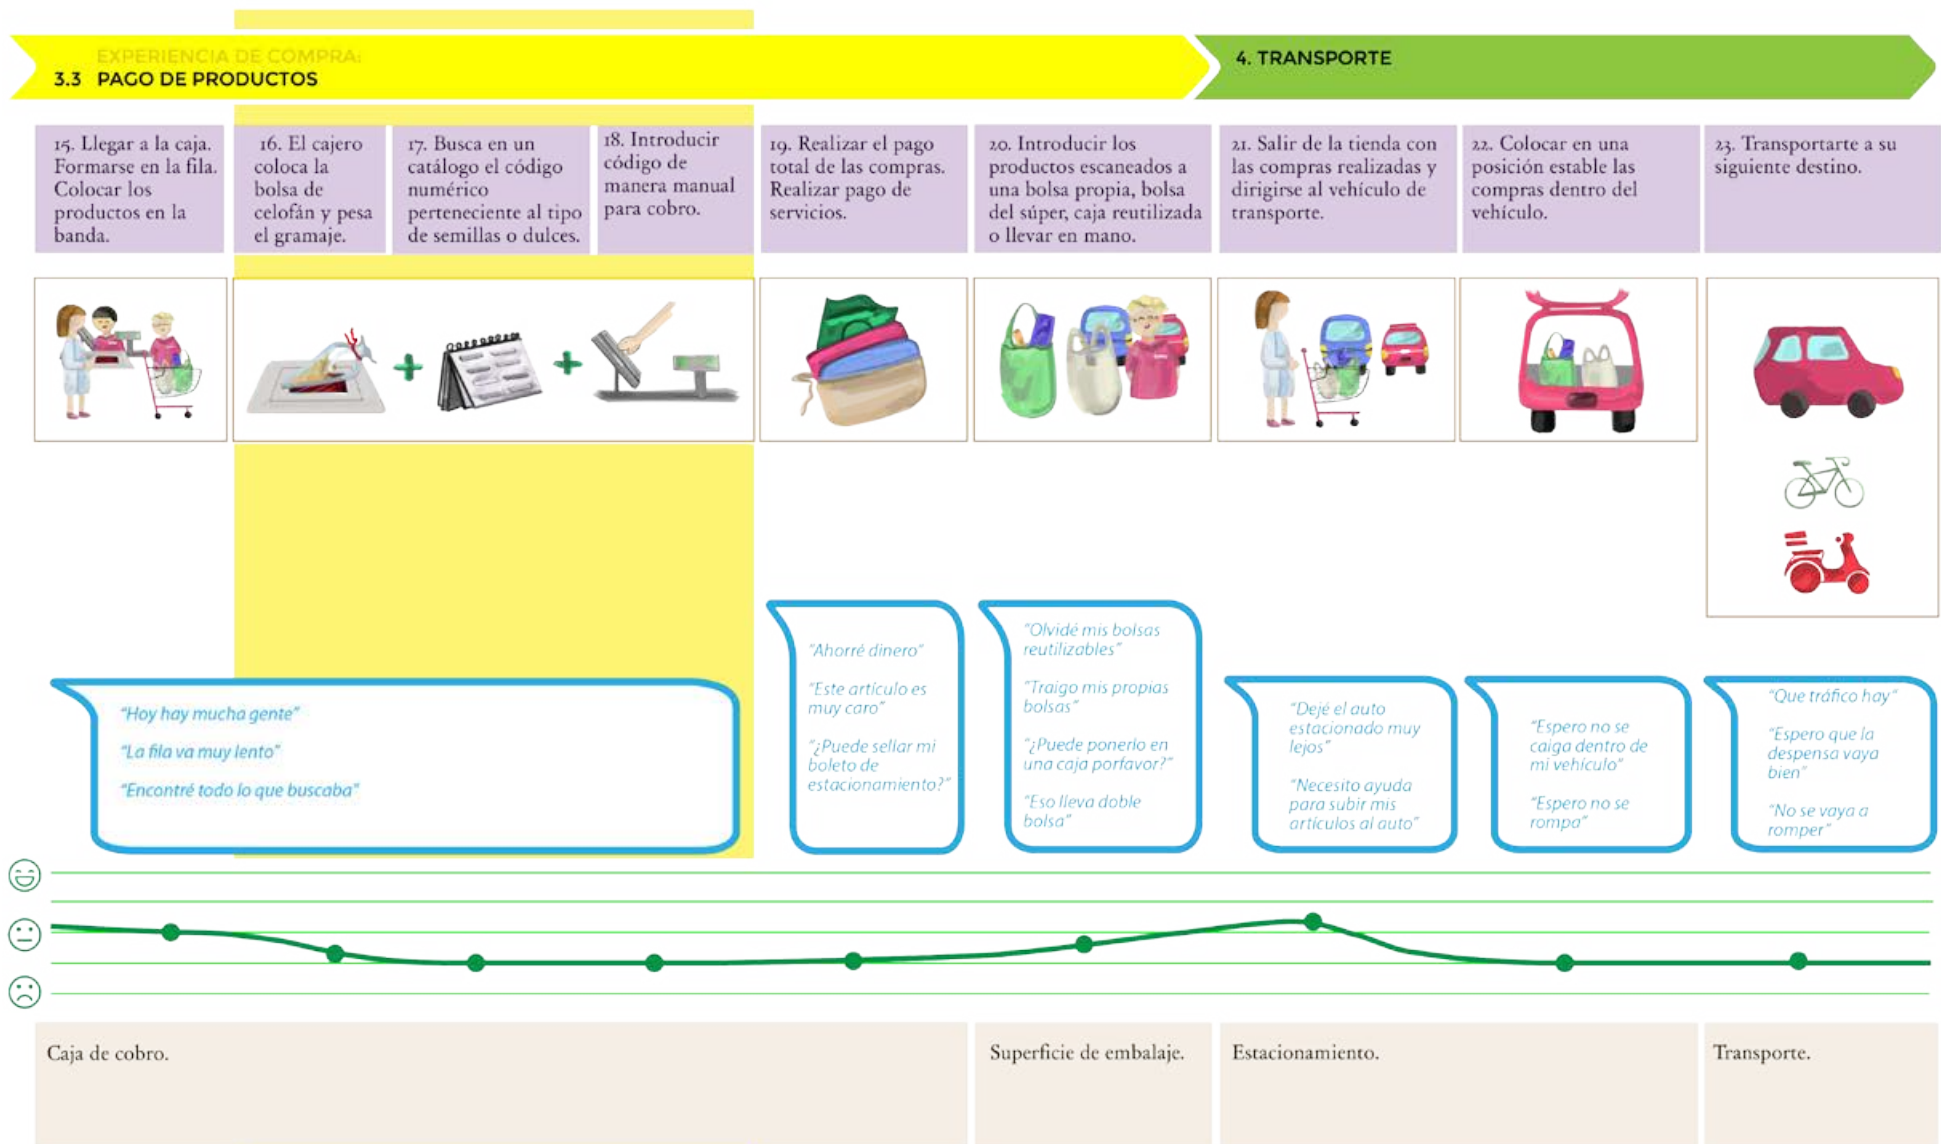 EXPERIENCIA DE COMPRA:
3.3 PAGO DE PRODUCTOS
4. TRANSPORTE
15. Llegar a la caja.
Formarse en la fila.
Colocar los
productos en la
banda.
16. El cajero
coloca la
bolsa de
celofán y pesa
el gramaje.
17. Busca en un
catálogo el código
numérico
perteneciente al tipo
de semillas o dulces.
18. Introducir
código de
manera manual
para cobro.
19. Realizar el pago
total de las compras.
Realizar pago de
servicios.
20. Introducir los
productos escaneados a
una bolsa propia, bolsa
del súper, caja reutilizada
o llevar en mano.
21. Salir de la tienda con
las compras realizadas y
dirigirse al vehículo de
transporte.
22. Colocar en una
posición estable las
compras dentro del
vehículo.
23. Transportarte a su
siguiente destino.
"Hoy hay mucha gente"
"La fila va muy lento"
"Encontré todo lo que buscaba"
"Ahorré dinero"
"Este artículo es
muy caro"
"¿Puede sellar mi
boleto de
estacionamiento?"
"Olvidé mis bolsas
reutilizables"
"Traigo mis propias
bolsas"
"¿Puede ponerlo en
una caja porfavor?"
"Eso lleva doble
bolsa"
"Dejé el auto
estacionado muy
lejos"
"Necesito ayuda
para subir mis
artículos al auto"
"Espero no se
caiga dentro de
mi vehículo"
"Espero no se
rompa"
"Que tráfico hay"
"Espero que la
despensa vaya
bien"
"No se vaya a
romper"
Caja de cobro.
Superficie de embalaje.
Estacionamiento.
Transporte.